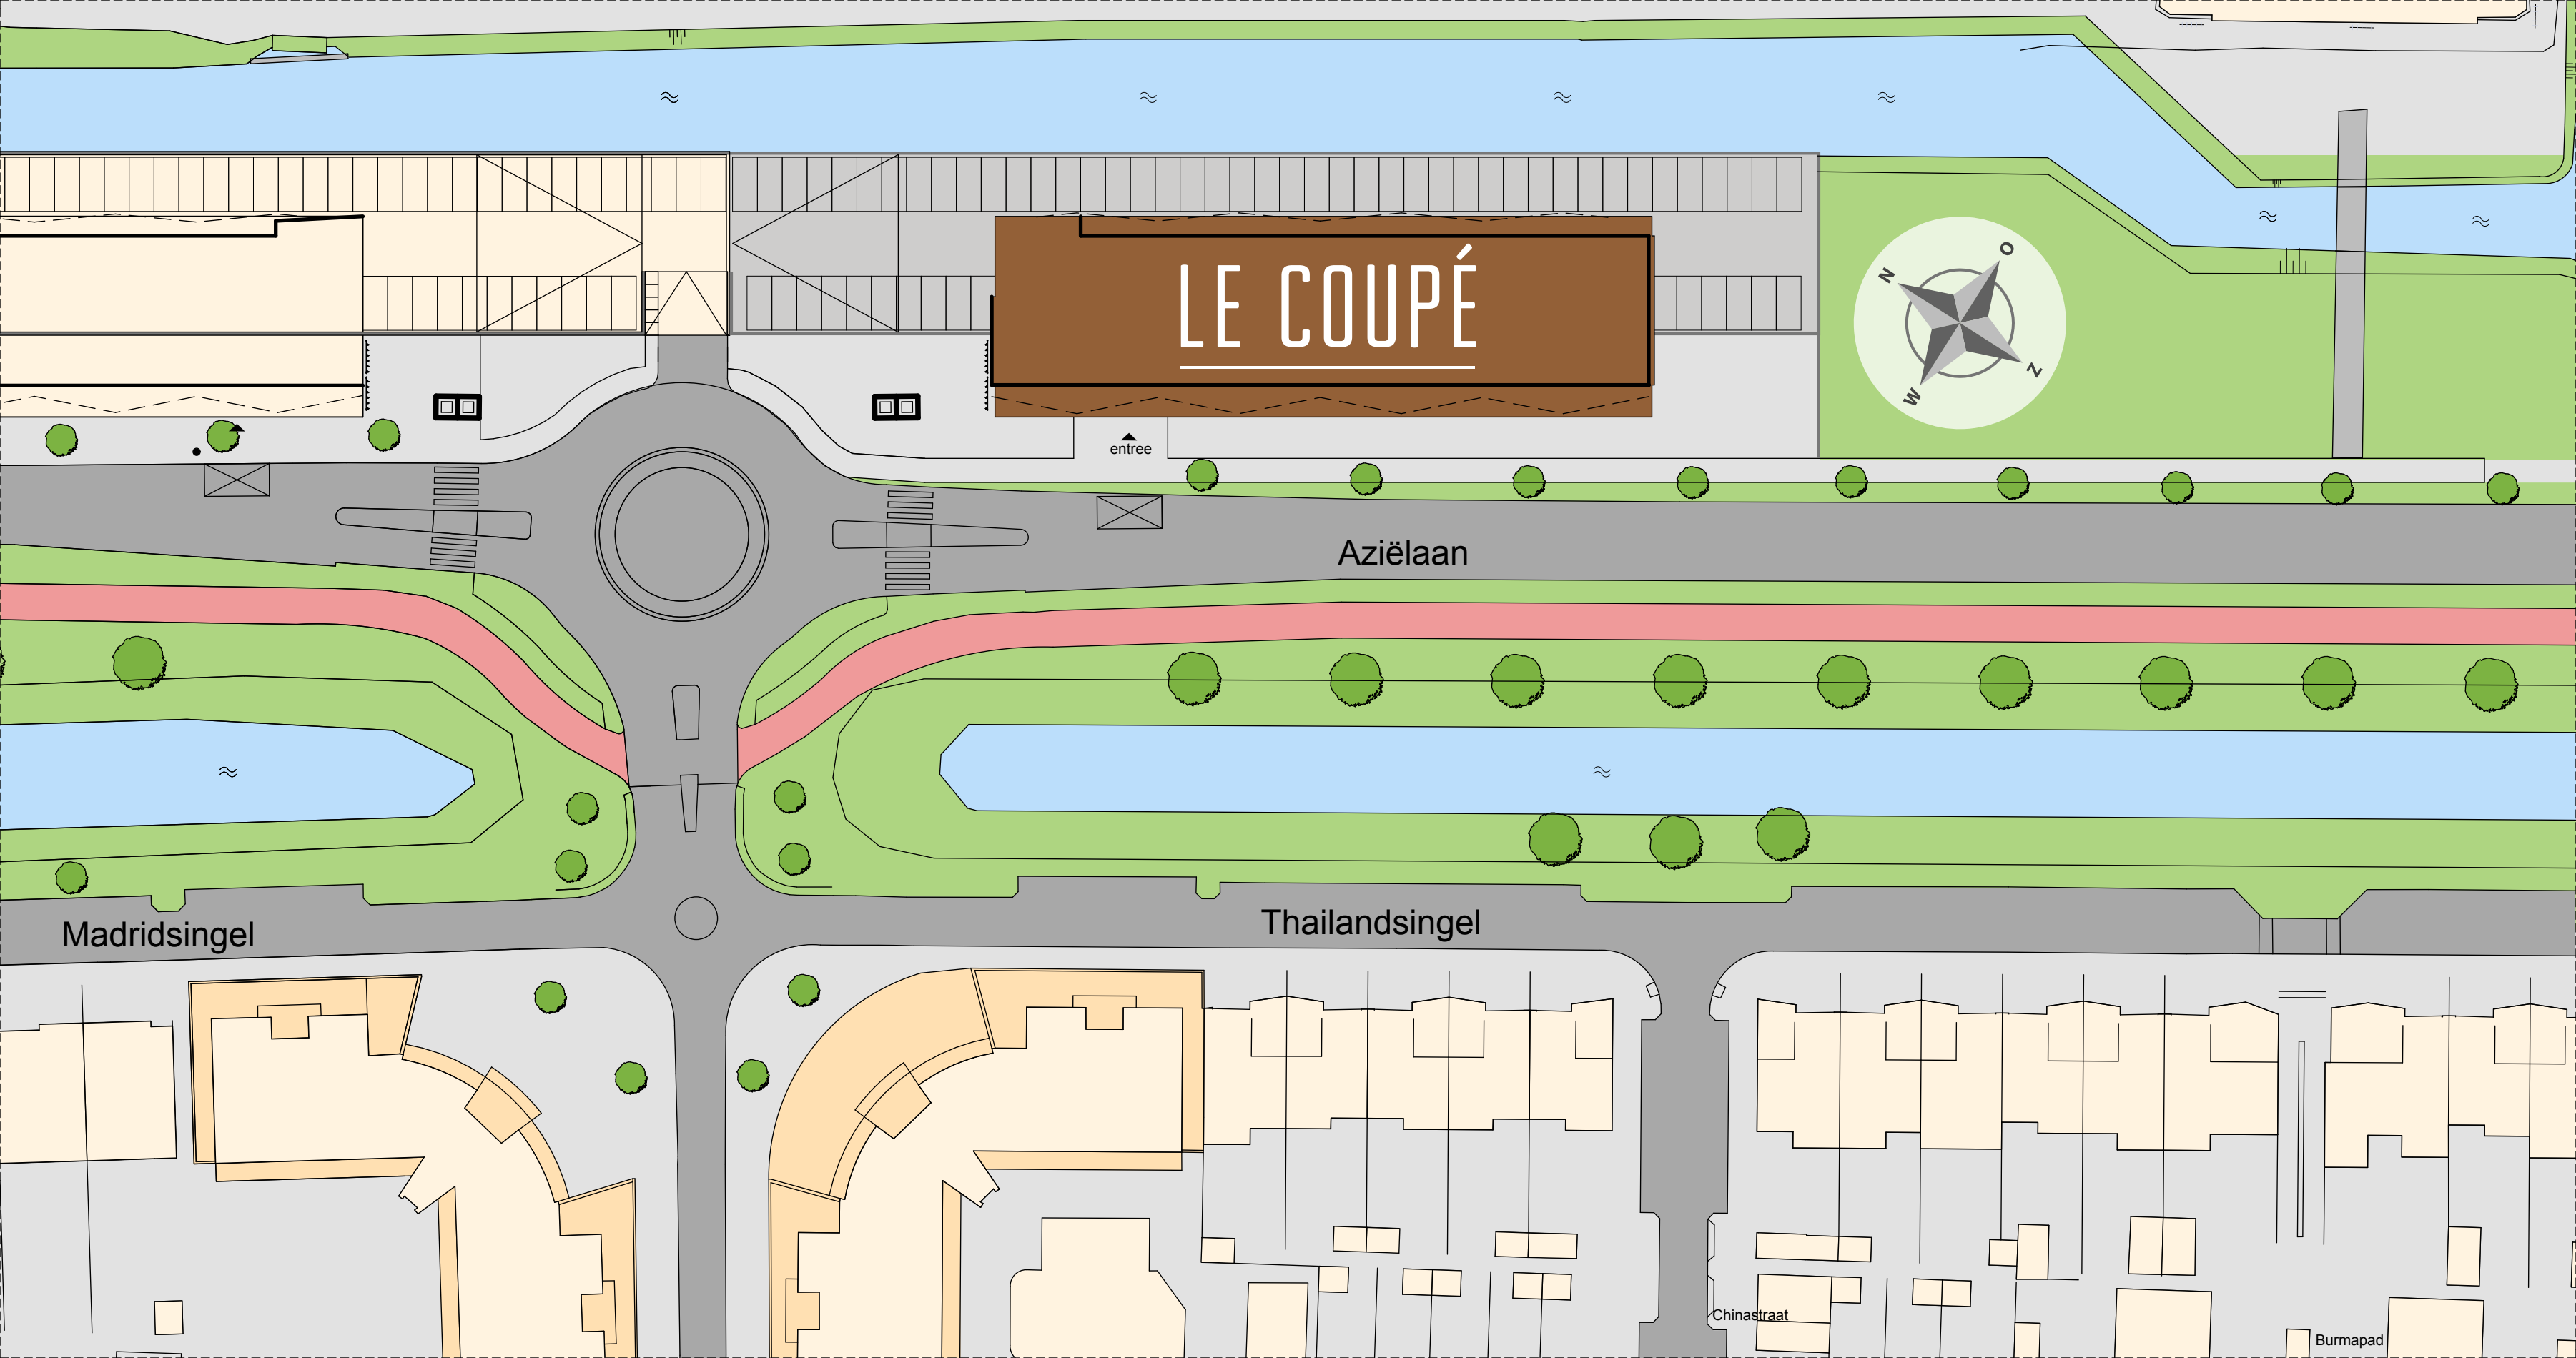 O
N
LE COUPÉ
Z
W
entree
Aziëlaan
Thailandsingel
Madridsingel
Chinastraat
Burmapad